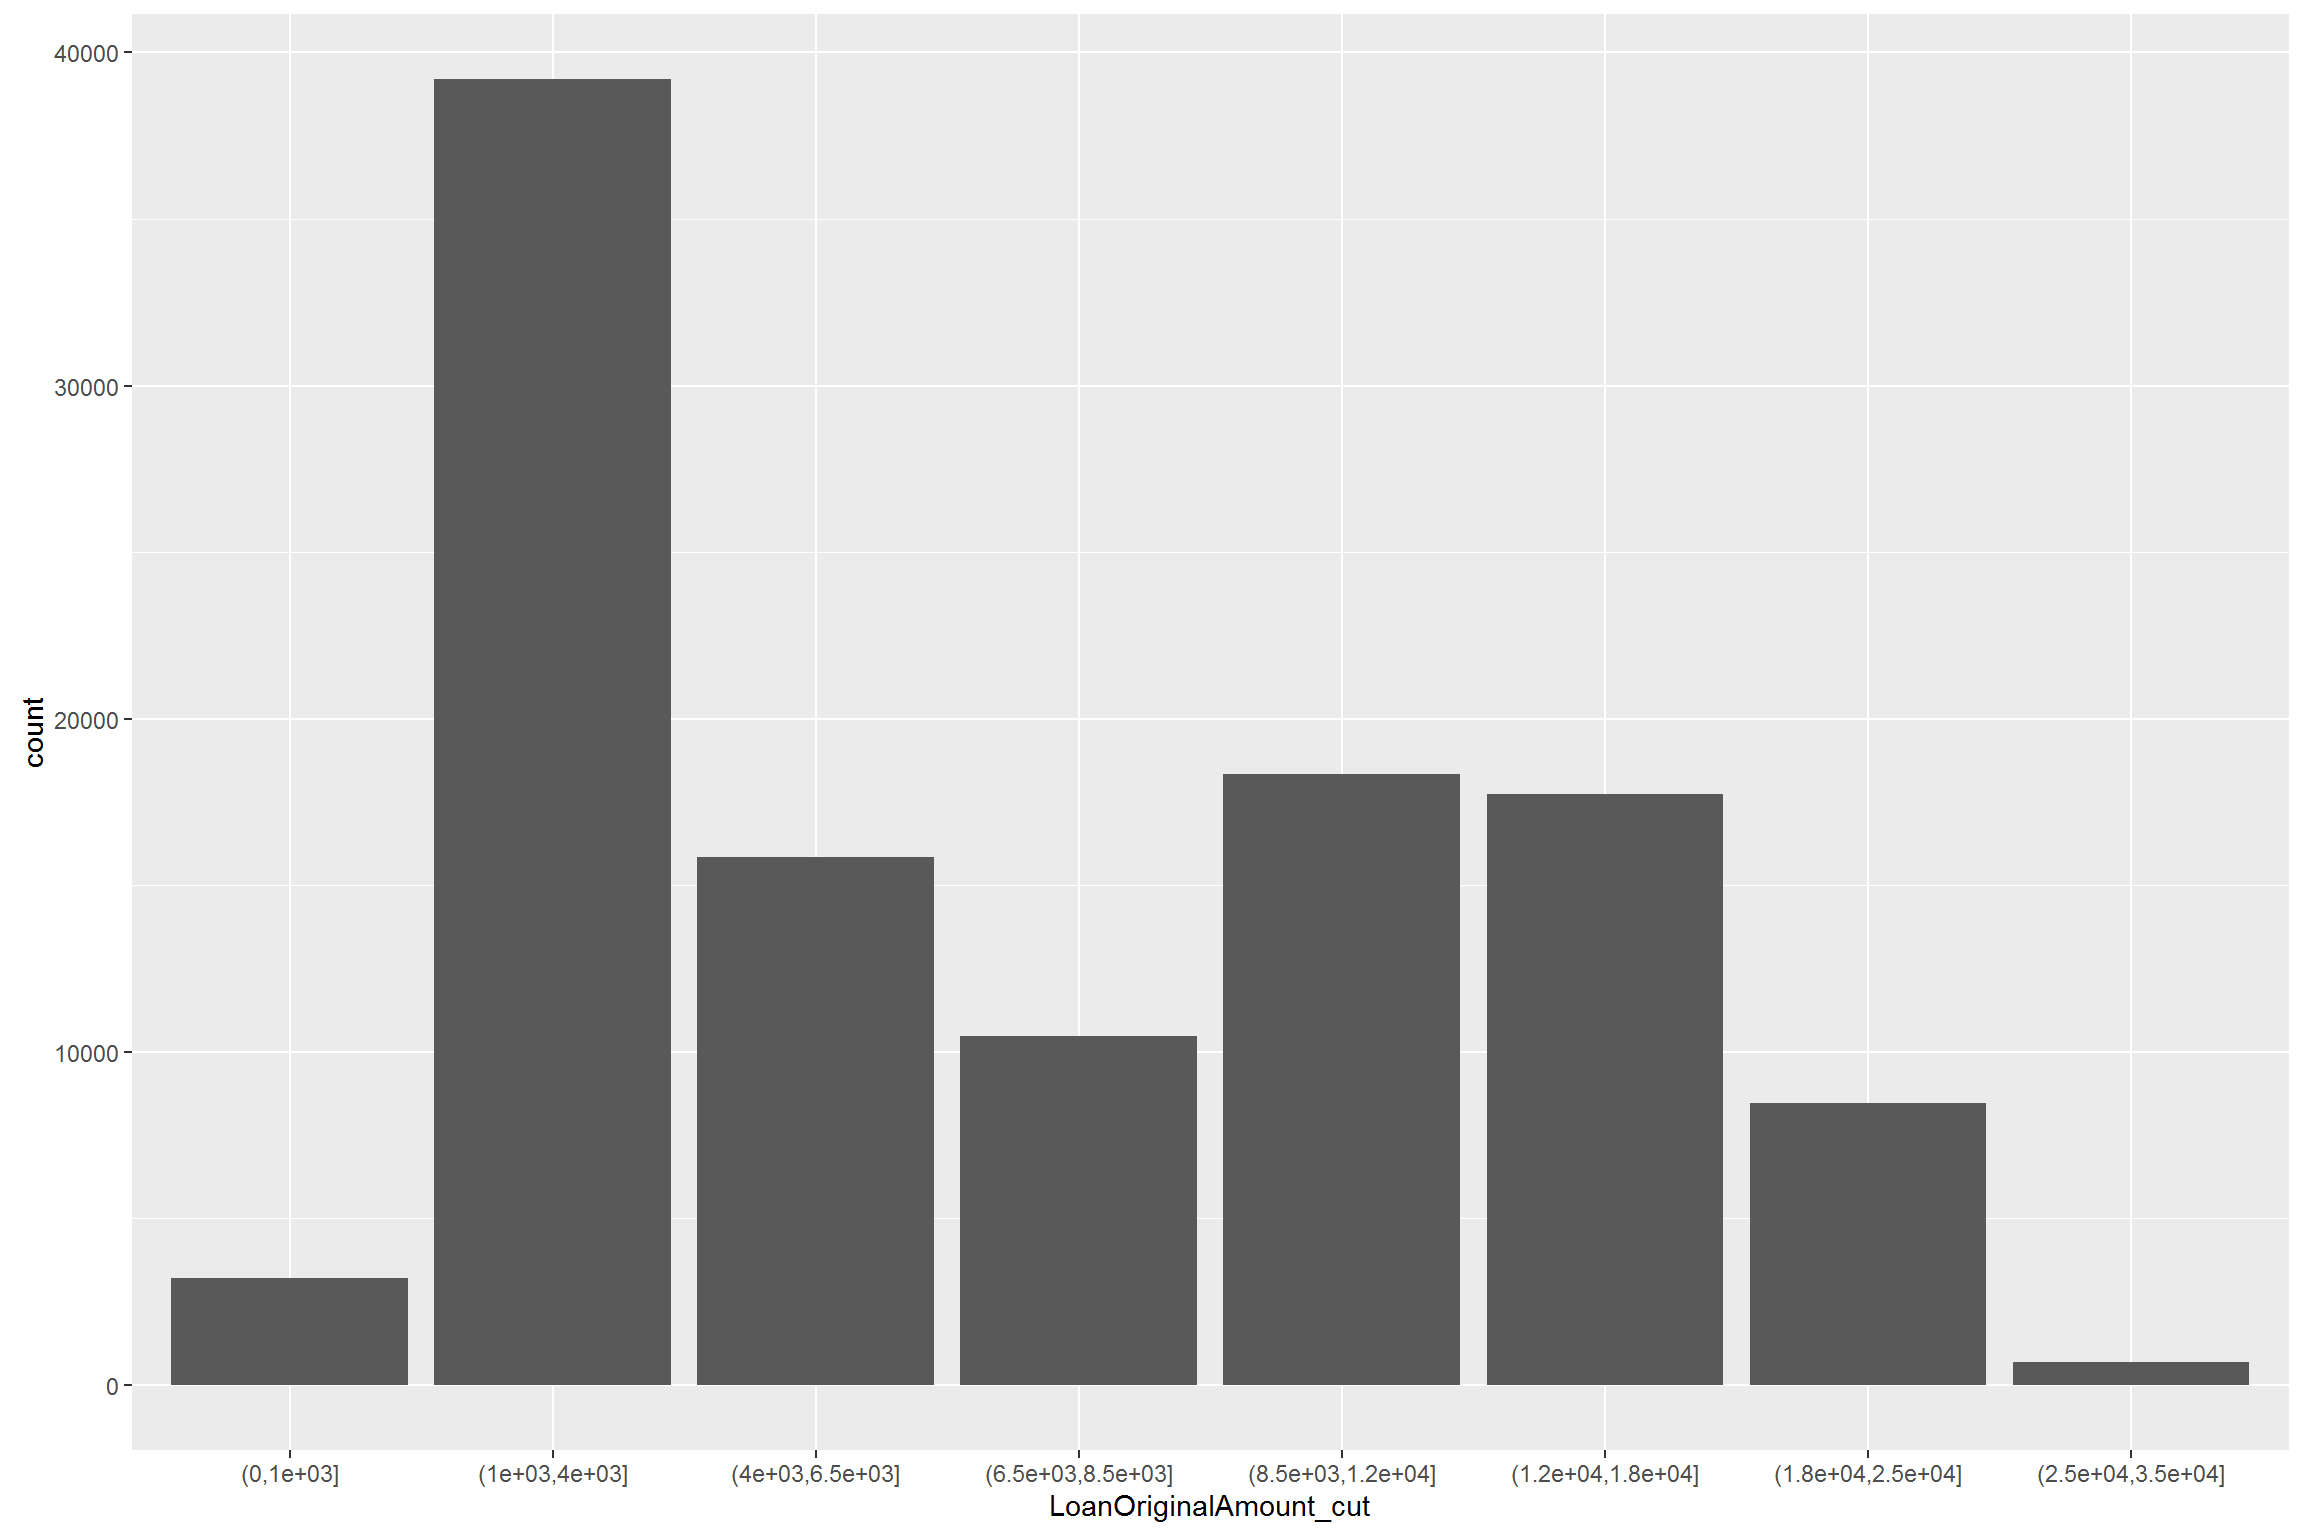 40000
30000
20000
10000
0
count
(0,1e+03]
(1e+03,4e+03]
(4e+03,6.5e+03]
(6.5e+03,8.5e+03]
(8.5e+03,1.2e+04]
(1.2e+04,1.8e+04]
(1.8e+04,2.5e+04]
(2.5e+04,3.5e+04]
LoanOriginalAmount_cut